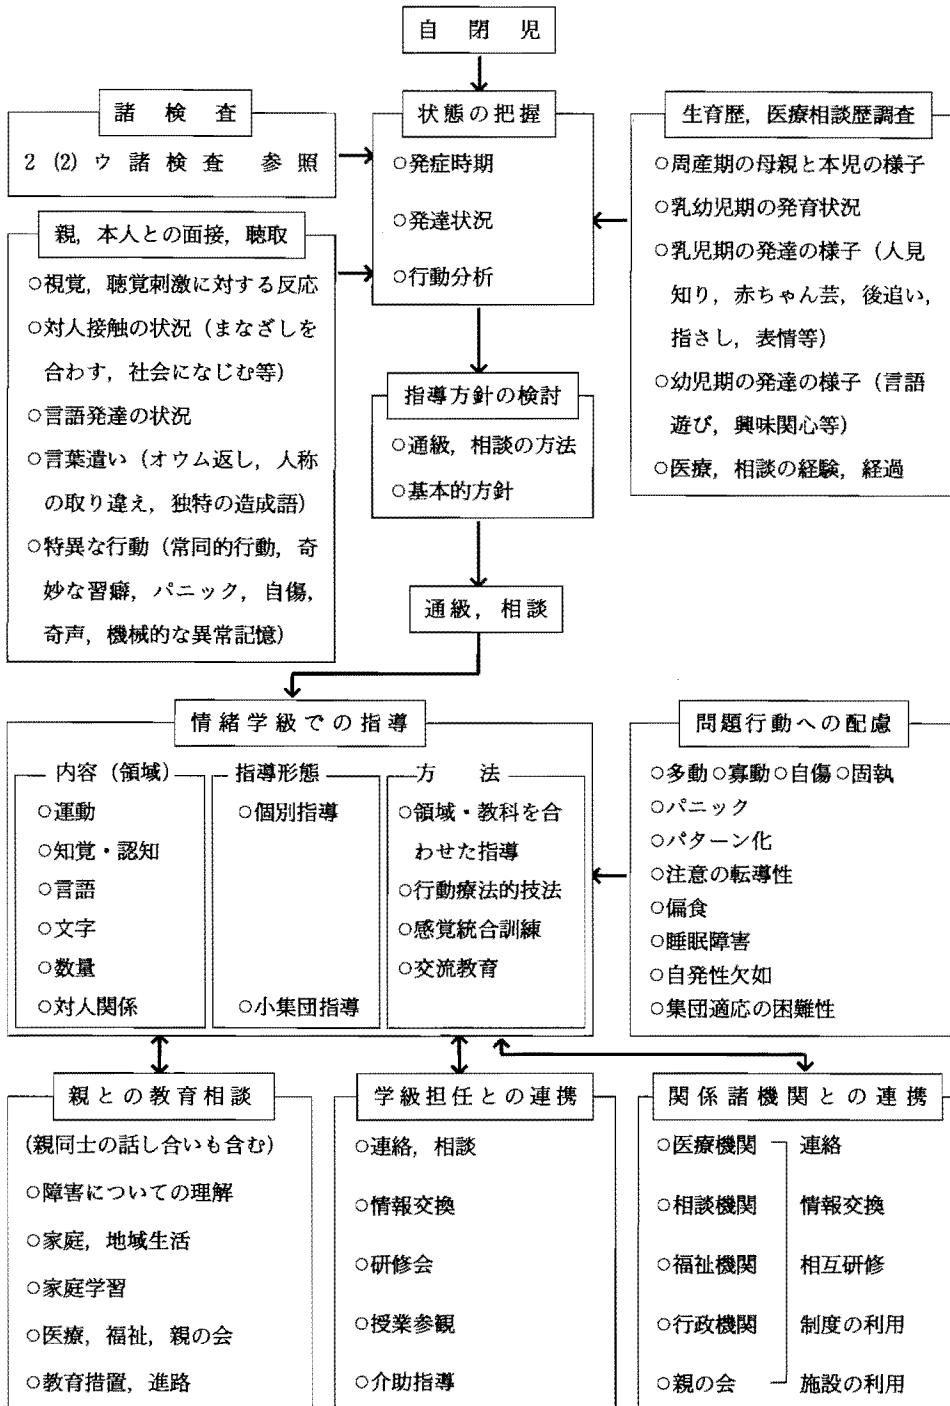 自閉児
諸検査
2 (2) ウ 諸検査 参照
状態の把握
○発症時期
○発達状況
○行動分析
生育歴，医療相談歴調査
○周産期の母親と本児の様子
○乳幼児期の発育状況
○乳児期の発達の様子（人見
知り，赤ちゃん芸，後追い，
指さし，表情等）
○幼児期の発達の様子（言語
遊び，興味関心等）
○医療，相談の経験，経過
親，本人との面接，聴取
○視覚，聴覚刺激に対する反応
○対人接触の状況（まなざしを
合わす，社会になじむ等）
○言語発達の状況
○言葉遣い（オウム返し，人称
の取り違え，独特の造成語）
○特異な行動（常同的行動，奇
妙な習癖，パニック，自傷，
奇声，機械的な異常記憶）
指導方針の検討
○通級，相談の方法
○基本的方針
通級，相談
情緒学級での指導
内容（領域）
○運動
○知覚・認知
○言語
○文字
○数量
○対人関係
指導形態
○個別指導
○小集団指導
方法
○領域・教科を合
わせた指導
○行動療法的技法
○感覚統合訓練
○交流教育
問題行動への配慮
○多動○寡動○自傷○固執
○パニック
○パターン化
○注意の転導性
○偏食
○睡眠障害
○自発性欠如
○集団適応の困難性
親との教育相談
(親同士の話し合いも含む)
○障害についての理解
○家庭，地域生活
○家庭学習
○医療，福祉，親の会
○教育措置，進路
学級担任との連携
○連絡，相談
○情報交換
○研修会
○授業参観
○介助指導
関係諸機関との連携
○医療機関 連絡
○相談機関 情報交換
○福祉機関 相互研修
○行政機関 制度の利用
○親の会 施設の利用